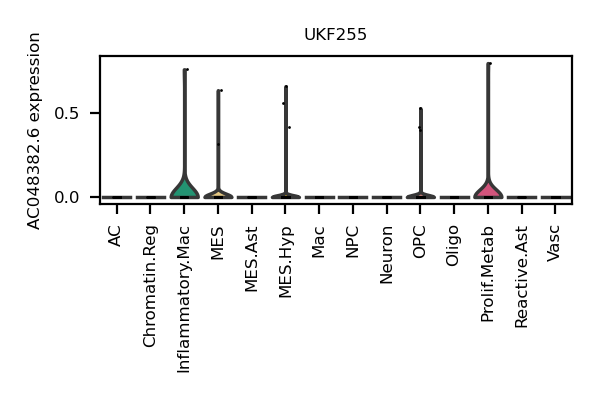 UKF255
AC048382.6 expression
0.5
0.0
AC
Chromatin.Reg
Inflammatory.Mac
MES
MES.Ast
MES.Hyp
Mac
NPC
Neuron
OPC
Oligo
Prolif.Metab
Reactive.Ast
Vasc